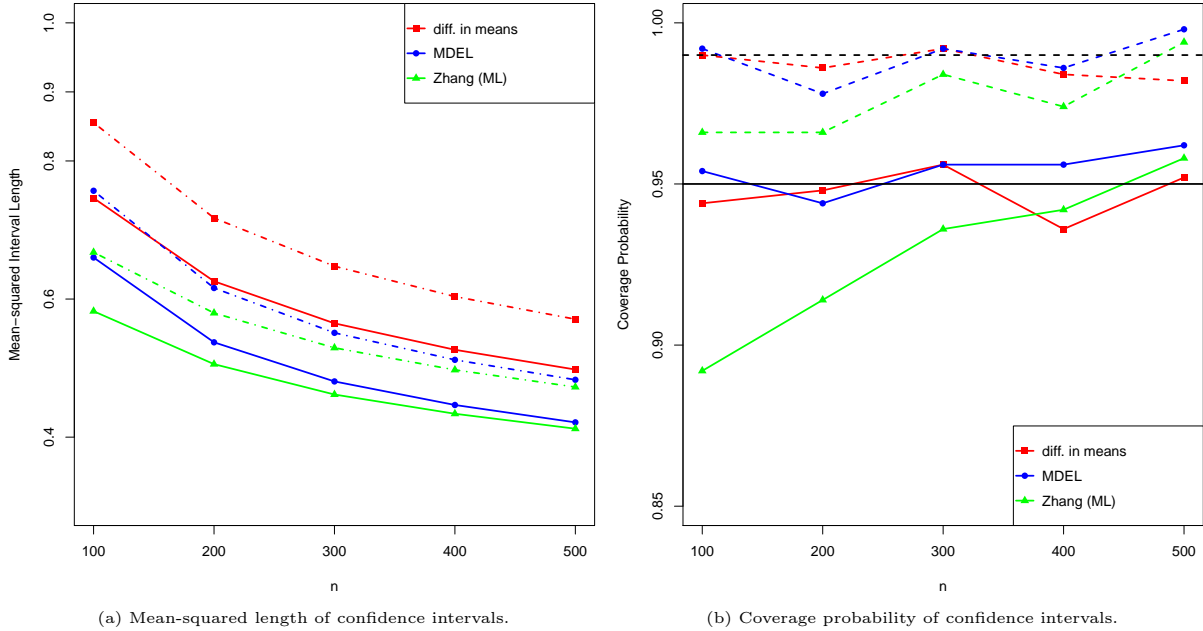 Mean-squared Interval Length
1.0
0.9
0.8
0.6
0.4
diff. in means
MDEL
Zhang (ML)
100
200
300
400
500
n
(a) Mean-squared length of confidence intervals.
Coverage Probability
1.00
0.95
0.90
0.85
diff. in means
MDEL
Zhang (ML)
100
200
300
400
500
n
(b) Coverage probability of confidence intervals.